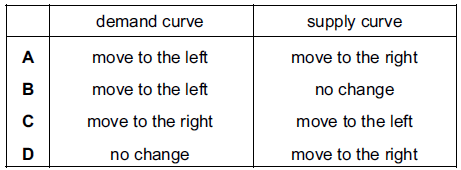 demand curve supply curve
A move to the left move to the right
B move to the left no change
C move to the right move to the left
D no change move to the right